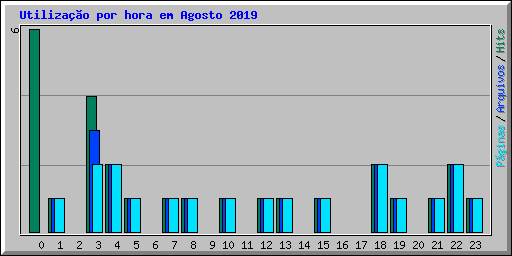 Utilização por hora em Agosto 2019
6
Páginas / Arquivos / Hits
0 1 2 3 4 5 6 7 8 9 10 11 12 13 14 15 16 17 18 19 20 21 22 23